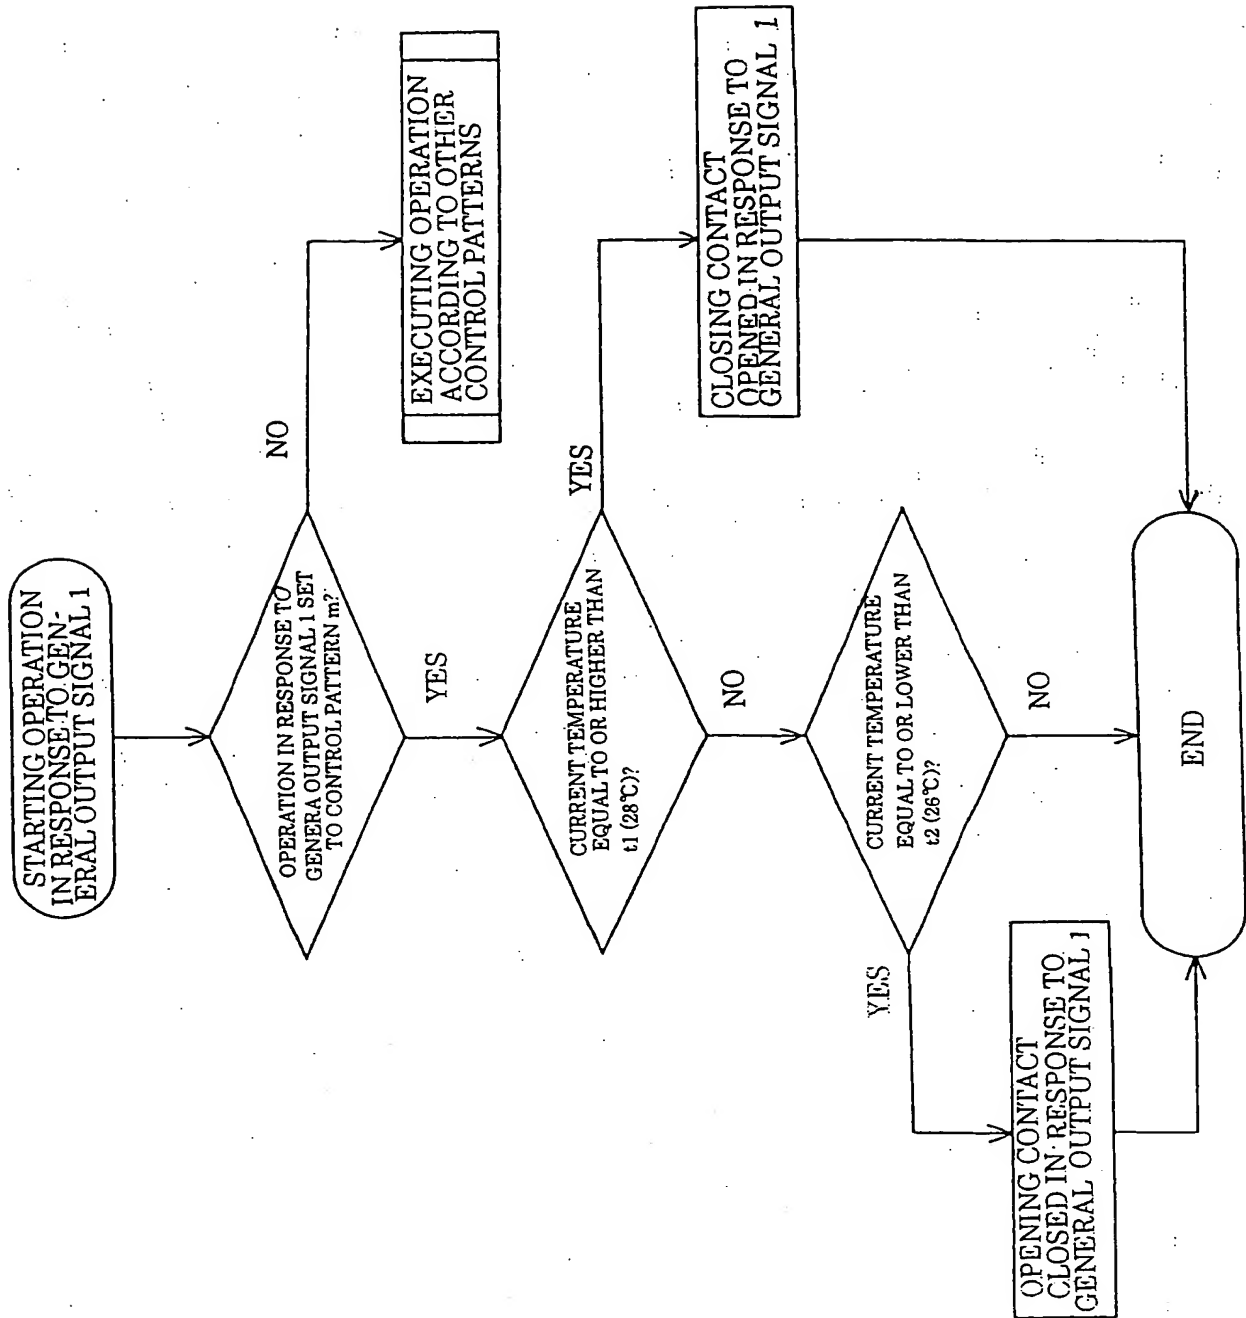 STARTING OPERATION
IN RESPONSE TO GEN-
ERAL OUTPUT SIGNAL 1
OPERATION IN RESPONSE TO
GENERA OUTPUT SIGNAL 1 SET
TO CONTROL PATTERN m?
NO
EXECUTING OPERATION
ACCORDING TO OTHER
CONTROL PATTERNS
YES
CURRENT TEMPERATURE
EQUAL TO OR HIGHER THAN
t1 (28℃)?
YES
CLOSING CONTACT
OPENED IN RESPONSE TO
GENERAL OUTPUT SIGNAL 1
NO
CURRENT TEMPERATURE
EQUAL TO OR LOWER THAN
t2 (26℃)?
YES
OPENING CONTACT
CLOSED IN RESPONSE TO
GENERAL OUTPUT SIGNAL 1
NO
END